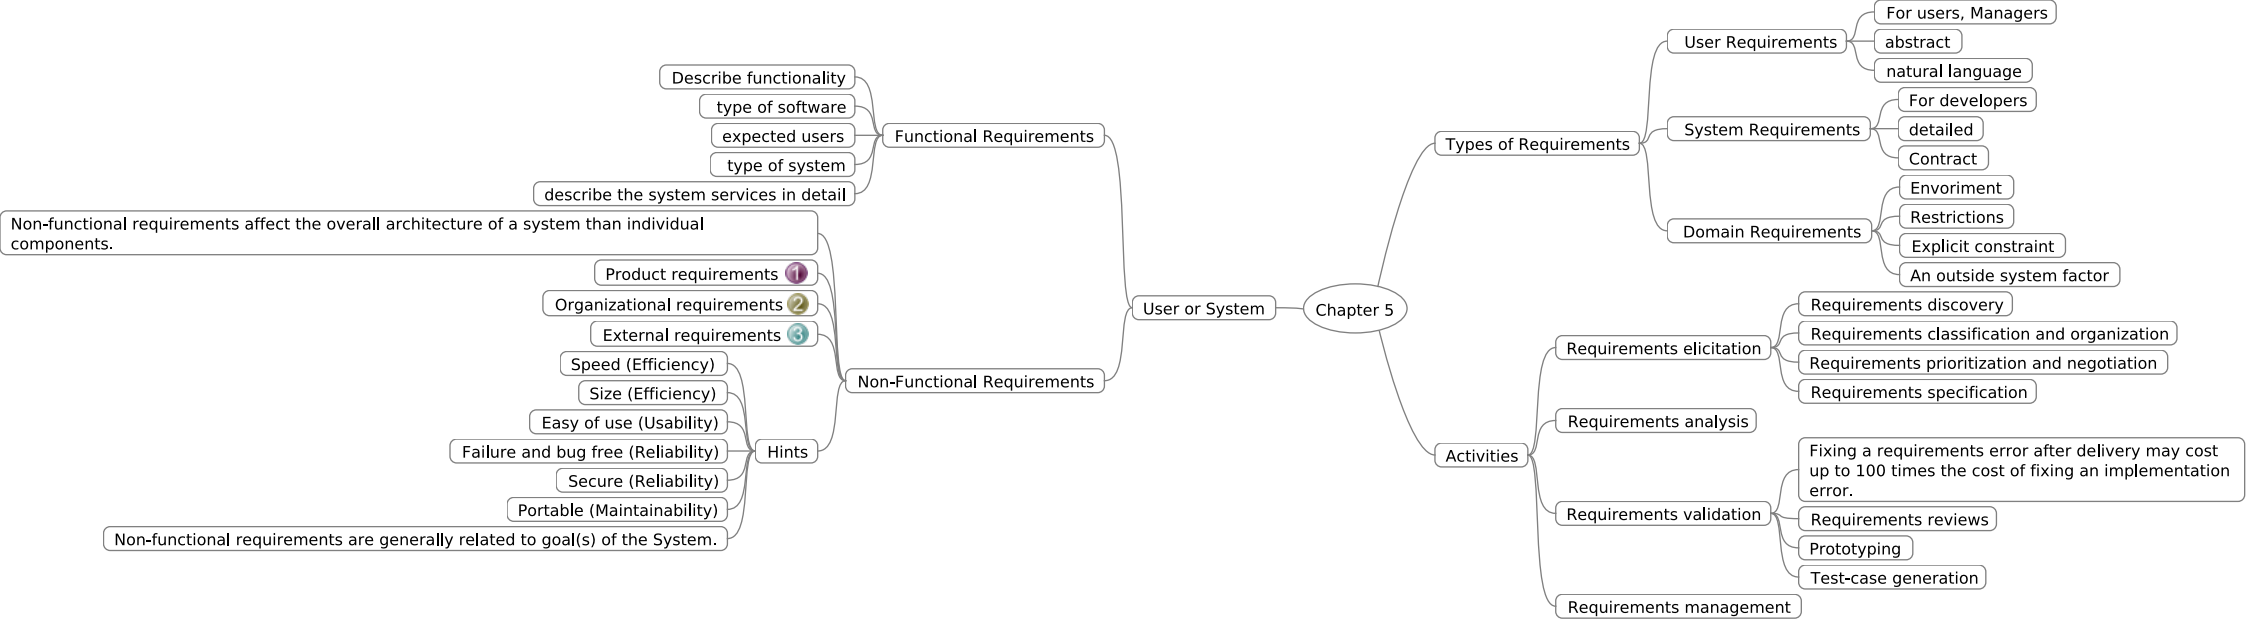 Chapter 5
Types of Requirements
User Requirements
For users, Managers
abstract
natural language
System Requirements
For developers
detailed
Contract
Domain Requirements
Envoriment
Restrictions
Explicit constraint
An outside system factor
Activities
Requirements elicitation
Requirements discovery
Requirements classification and organization
Requirements prioritization and negotiation
Requirements specification
Requirements analysis
Requirements validation
Fixing a requirements error after delivery may cost
up to 100 times the cost of fixing an implementation
error.
Requirements reviews
Prototyping
Test-case generation
Requirements management
User or System
Functional Requirements
Describe functionality
type of software
expected users
type of system
describe the system services in detail
Non-Functional Requirements
Non-functional requirements affect the overall architecture of a system than individual
components.
Product requirements 1
Organizational requirements 2
External requirements 3
Hints
Speed (Efficiency)
Size (Efficiency)
Easy of use (Usability)
Failure and bug free (Reliability)
Secure (Reliability)
Portable (Maintainability)
Non-functional requirements are generally related to goal(s) of the System.